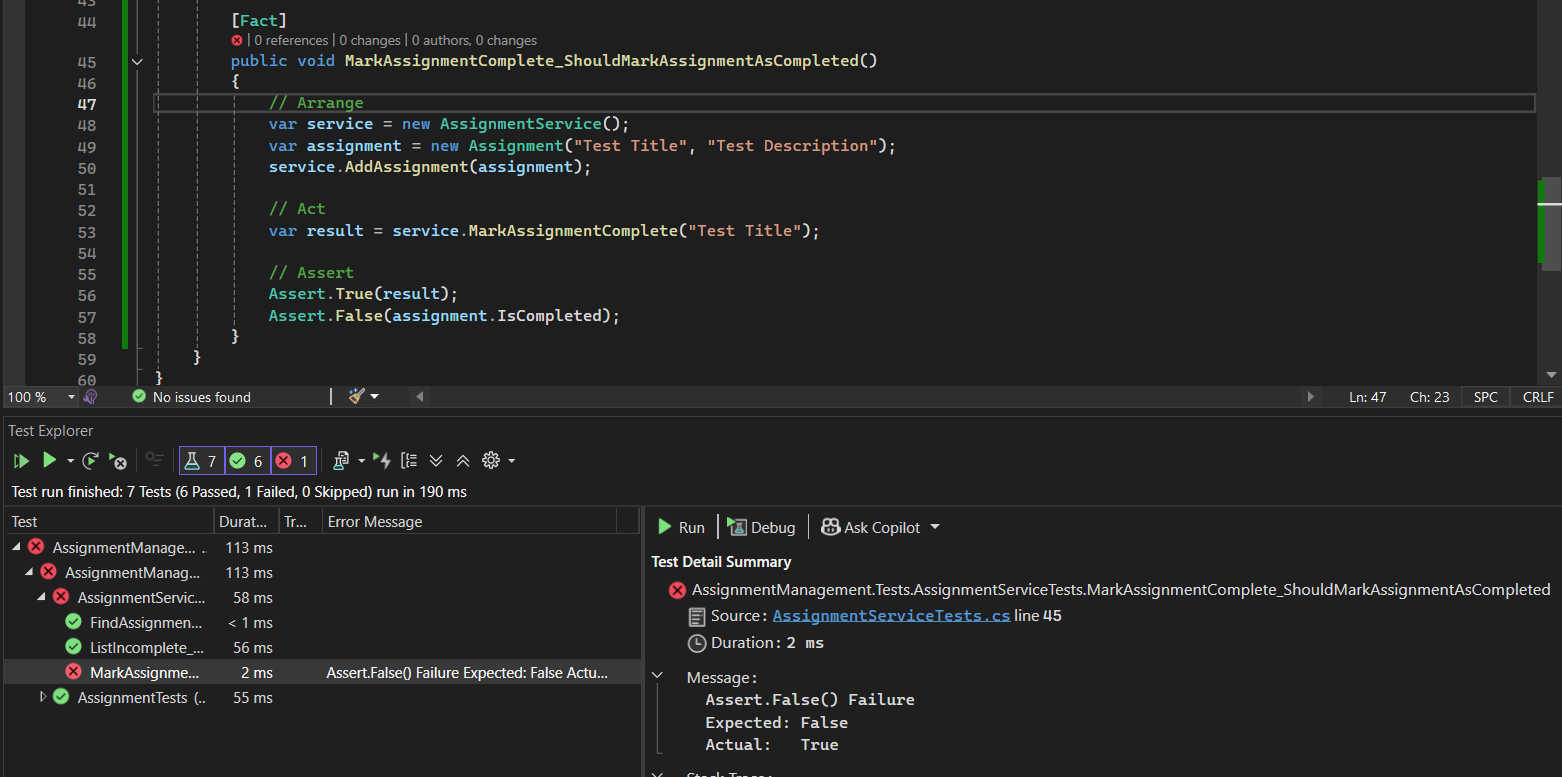 43
44 [Fact]
| 0 references | 0 changes | 0 authors, 0 changes
45 public void MarkAssignmentComplete_ShouldMarkAssignmentAsCompleted()
46 {
47 // Arrange
48 var service = new AssignmentService();
49 var assignment = new Assignment("Test Title", "Test Description");
50 service.AddAssignment(assignment);
51
52 // Act
53 var result = service.MarkAssignmentComplete("Test Title");
54
55 // Assert
56 Assert.True(result);
57 Assert.False(assignment.IsCompleted);
58 }
59 }
60 }
100 % No issues found Ln: 47 Ch: 23 SPC CRLF
Test Explorer
7 6 1
Test run finished: 7 Tests (6 Passed, 1 Failed, 0 Skipped) run in 190 ms
Test Durat... Tr... Error Message
AssignmentManage... .. 113 ms
AssignmentManag... 113 ms
AssignmentServic... 58 ms
FindAssignmen... < 1 ms
ListIncomplete_... 56 ms
MarkAssignme... 2 ms Assert.False() Failure Expected: False Actu...
AssignmentTests (.. 55 ms
Run Debug Ask Copilot
Test Detail Summary
AssignmentManagement.Tests.AssignmentServiceTests.MarkAssignmentComplete_ShouldMarkAssignmentAsCompleted
Source: AssignmentServiceTests.cs line 45
Duration: 2 ms
Message:
Assert.False() Failure
Expected: False
Actual: True
Stack Trace: